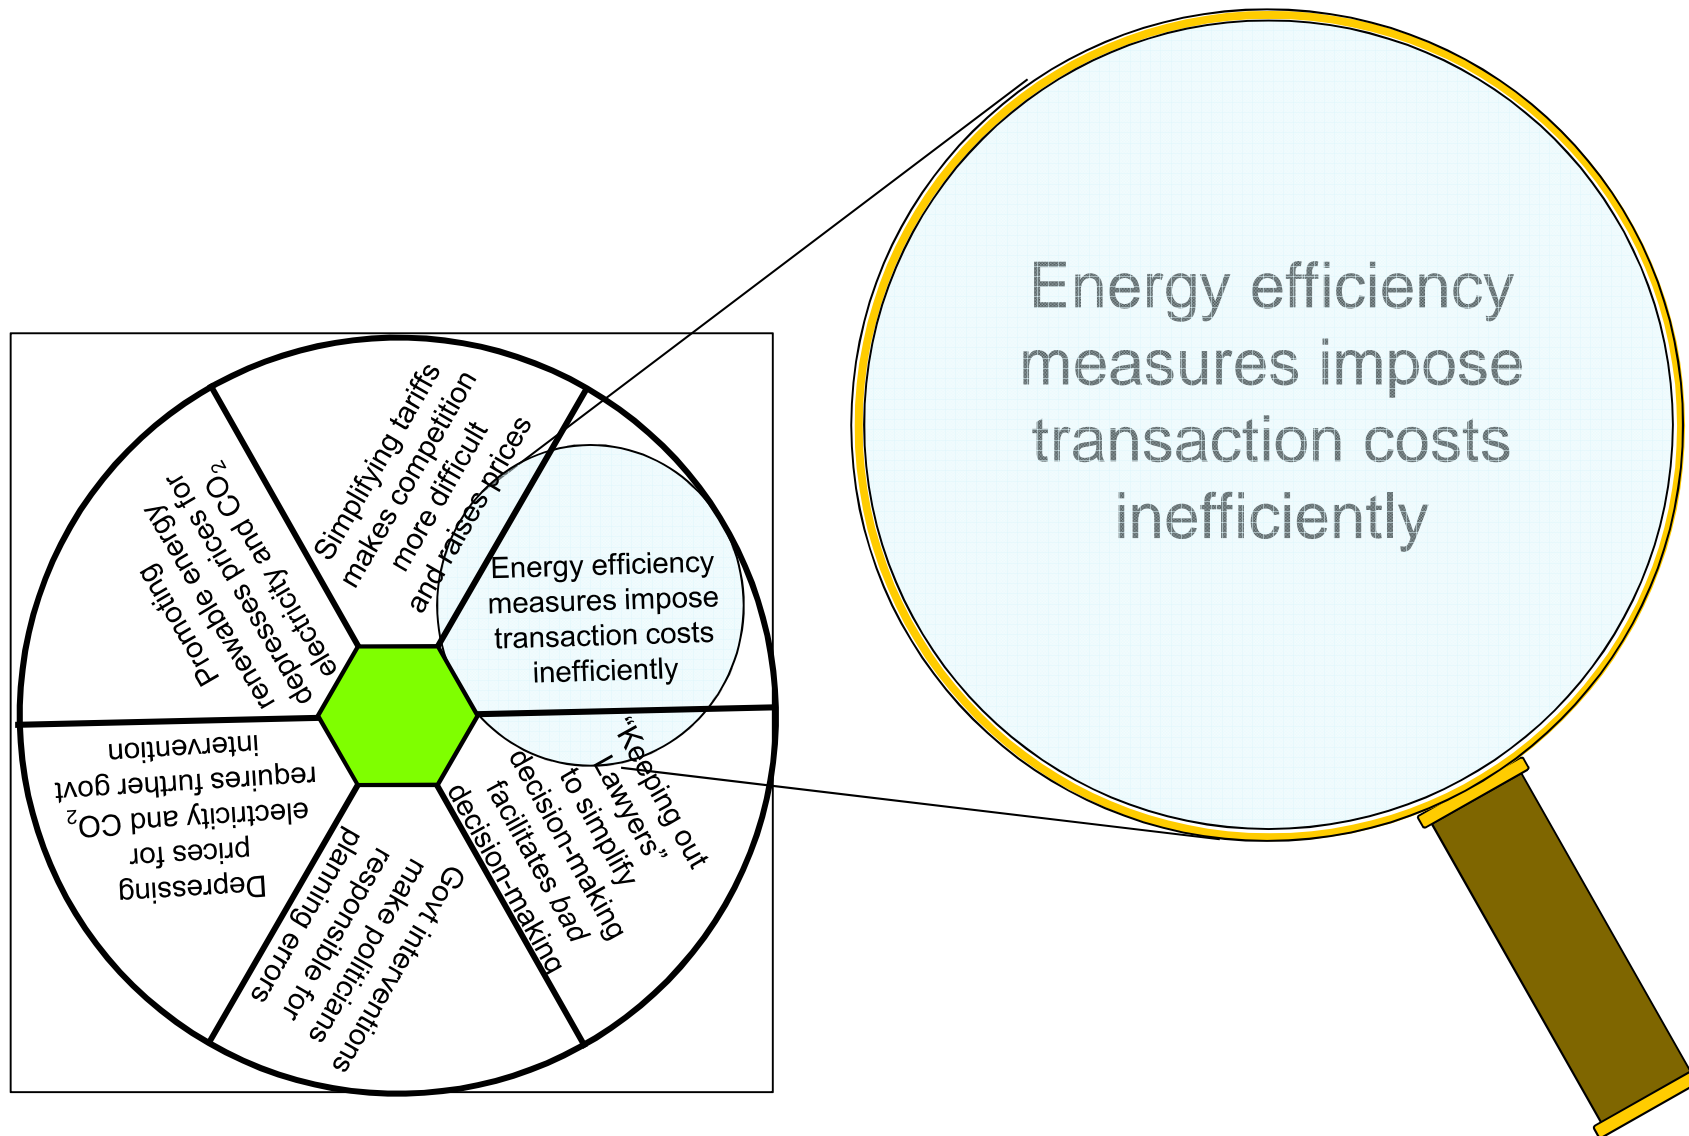 Energy efficiency
measures impose
transaction costs
inefficiently
Simplifying tariffs
makes competition
more difficult
and raises prices
Energy efficiency
measures impose
transaction costs
inefficiently
“Keeping out
Lawyers”
to simplify
decision-making
facilitates bad
decision-making
Govt interventions
make politicians
responsible for
planning errors
Depressing
prices for
electricity and CO₂
requires further govt
intervention
Promoting
renewable energy
depresses prices for
electricity and CO₂